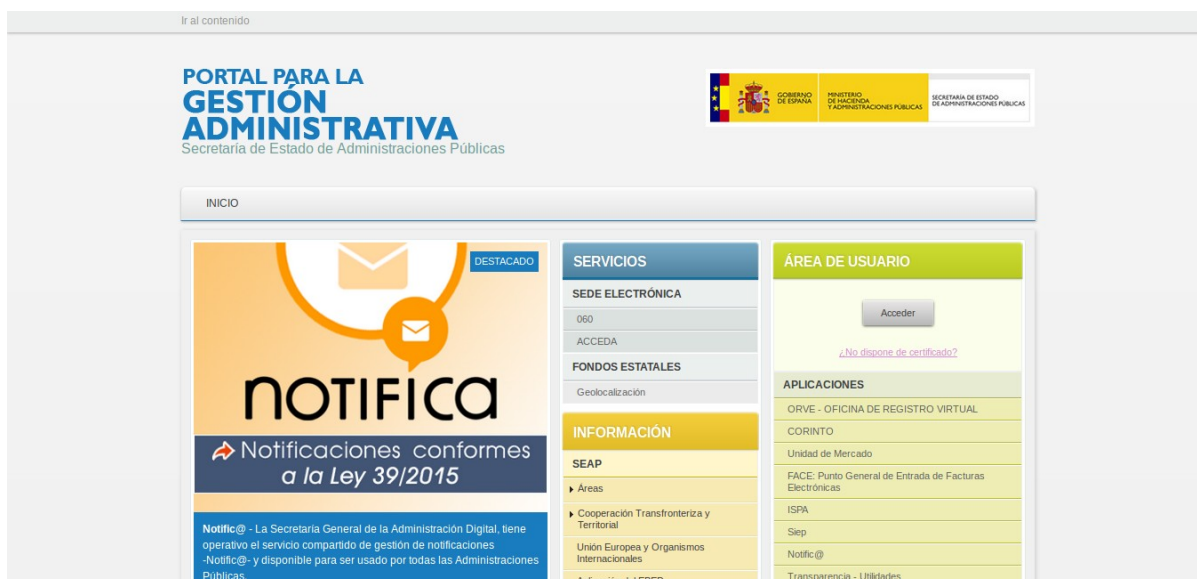 Ir al contenido
PORTAL PARA LA
GESTIÓN
ADMINISTRATIVA
Secretaría de Estado de Administraciones Públicas
GOBIERNO
DE ESPAÑA
MINISTERIO
DE HACIENDA
Y ADMINISTRACIONES PÚBLICAS
SECRETARÍA DE ESTADO
DE ADMINISTRACIONES PÚBLICAS
INICIO
DESTACADO
NOTIFICA
Notificaciones conformes
a la Ley 39/2015
Notific@ - La Secretaría General de la Administración Digital, tiene
operativo el servicio compartido de gestión de notificaciones
-Notific@- y disponible para ser usado por todas las Administraciones
Públicas.
SERVICIOS
SEDE ELECTRÓNICA
060
ACCEDA
FONDOS ESTATALES
Geolocalización
INFORMACIÓN
SEAP
Áreas
Cooperación Transfronteriza y
Territorial
Unión Europea y Organismos
Internacionales
Aplicación del EBEP
ÁREA DE USUARIO
Acceder
¿No dispone de certificado?
APLICACIONES
ORVE - OFICINA DE REGISTRO VIRTUAL
CORINTO
Unidad de Mercado
FACE: Punto General de Entrada de Facturas
Electrónicas
ISPA
Siep
Notific@
Transparencia - Utilidades